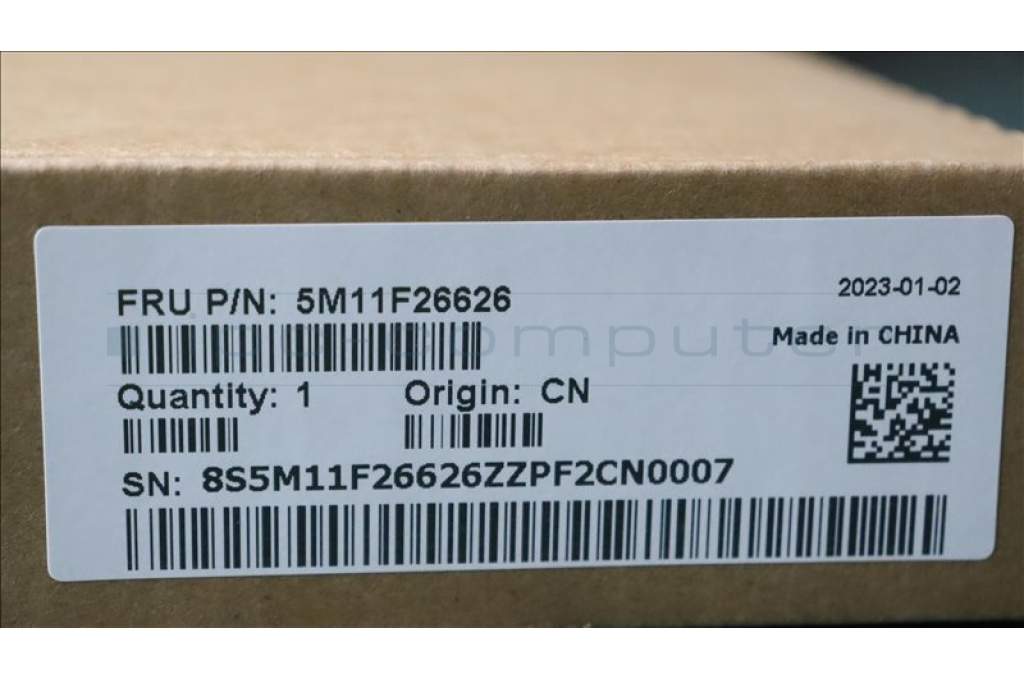 FRU P/N: 5M11F26626
2023-01-02
Made in CHINA
Quantity: 1 Origin: CN
SN: 8S5M11F26626ZZPF2CN0007